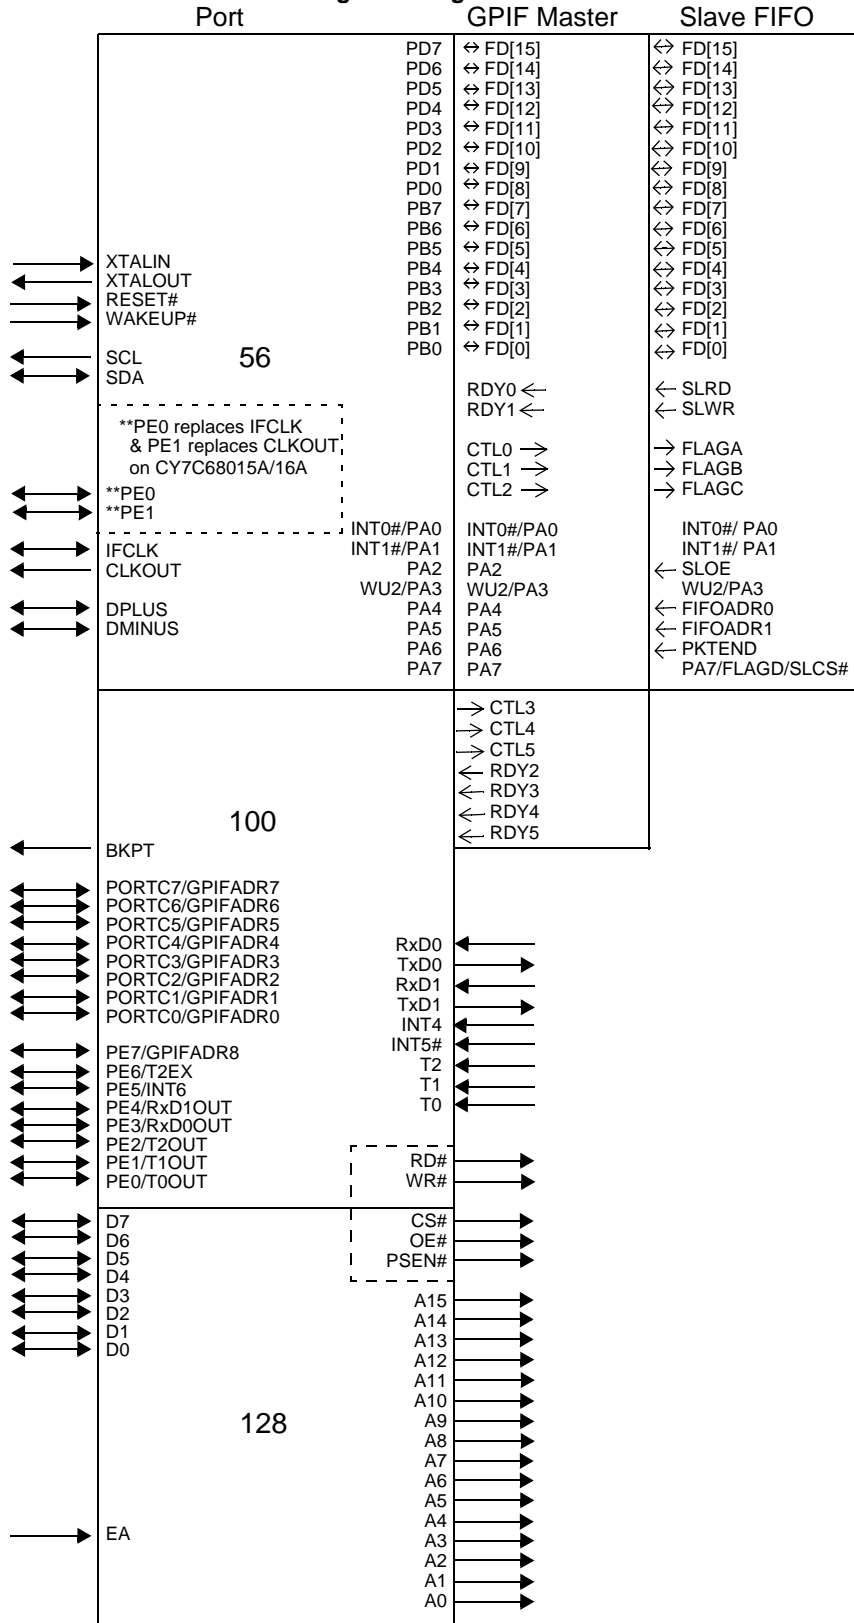 Port GPIF Master Slave FIFO
PD7 FD[15] FD[15]
PD6 FD[14] FD[14]
PD5 FD[13] FD[13]
PD4 FD[12] FD[12]
PD3 FD[11] FD[11]
PD2 FD[10] FD[10]
PD1 FD[9] FD[9]
PD0 FD[8] FD[8]
PB7 FD[7] FD[7]
PB6 FD[6] FD[6]
PB5 FD[5] FD[5]
PB4 FD[4] FD[4]
PB3 FD[3] FD[3]
PB2 FD[2] FD[2]
PB1 FD[1] FD[1]
PB0 FD[0] FD[0]
XTALIN
XTALOUT
RESET#
WAKEUP#
SCL
SDA
56
RDY0 SLRD
RDY1 SLWR
CTL0 FLAGA
CTL1 FLAGB
CTL2 FLAGC
**PE0 replaces IFCLK
& PE1 replaces CLKOUT
on CY7C68015A/16A
**PE0
**PE1
IFCLK
CLKOUT
DPLUS
DMINUS
INT0#/PA0 INT0#/PA0 INT0#/ PA0
INT1#/PA1 INT1#/PA1 INT1#/ PA1
PA2 PA2 SLOE
WU2/PA3 WU2/PA3 WU2/PA3
PA4 PA4 FIFOADR0
PA5 PA5 FIFOADR1
PA6 PA6 PKTEND
PA7 PA7 PA7/FLAGD/SLCS#
CTL3
CTL4
CTL5
RDY2
RDY3
RDY4
RDY5
100
BKPT
PORTC7/GPIFADR7
PORTC6/GPIFADR6
PORTC5/GPIFADR5
PORTC4/GPIFADR4
PORTC3/GPIFADR3
PORTC2/GPIFADR2
PORTC1/GPIFADR1
PORTC0/GPIFADR0
PE7/GPIFADR8
PE6/T2EX
PE5/INT6
PE4/RxD1OUT
PE3/RxD0OUT
PE2/T2OUT
PE1/T1OUT
PE0/T0OUT
RxD0
TxD0
RxD1
TxD1
INT4
INT5#
T2
T1
T0
RD#
WR#
CS#
OE#
PSEN#
D7
D6
D5
D4
D3
D2
D1
D0
128
EA
A15
A14
A13
A12
A11
A10
A9
A8
A7
A6
A5
A4
A3
A2
A1
A0